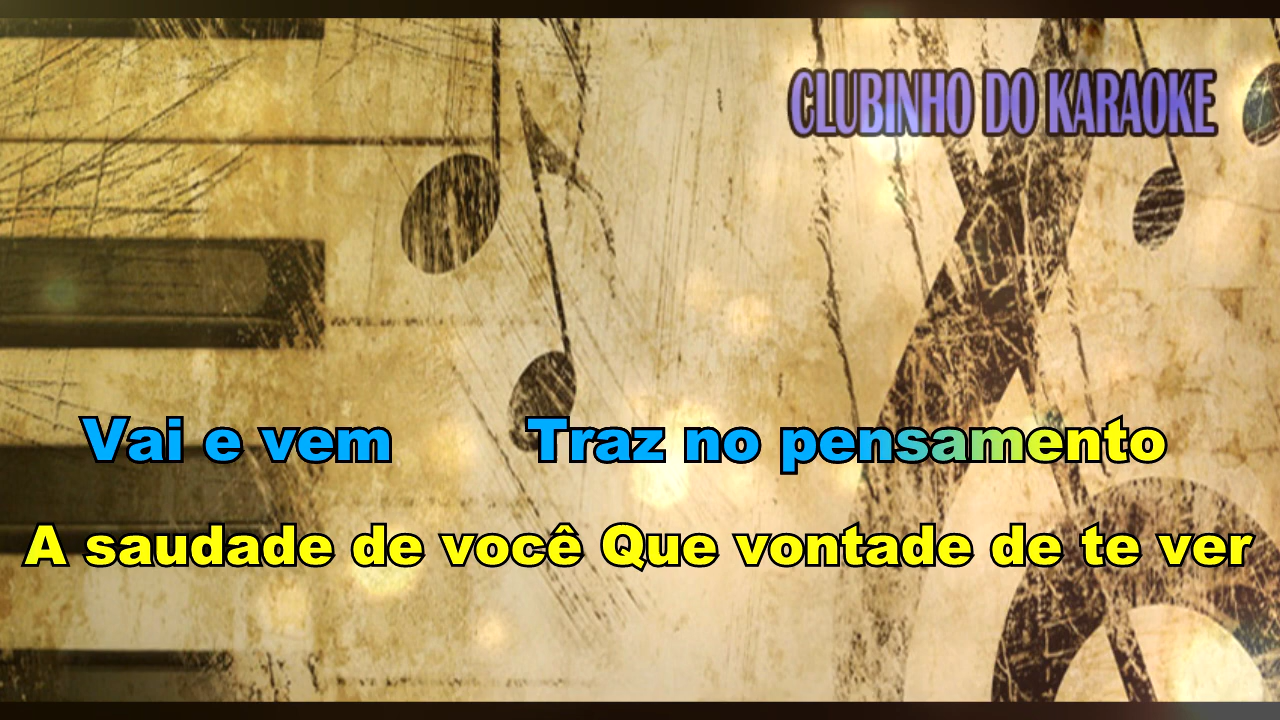 CLUBINHO DO KARAOKE
Vai e vem Traz no pensamento
A saudade de você Que vontade de te ver